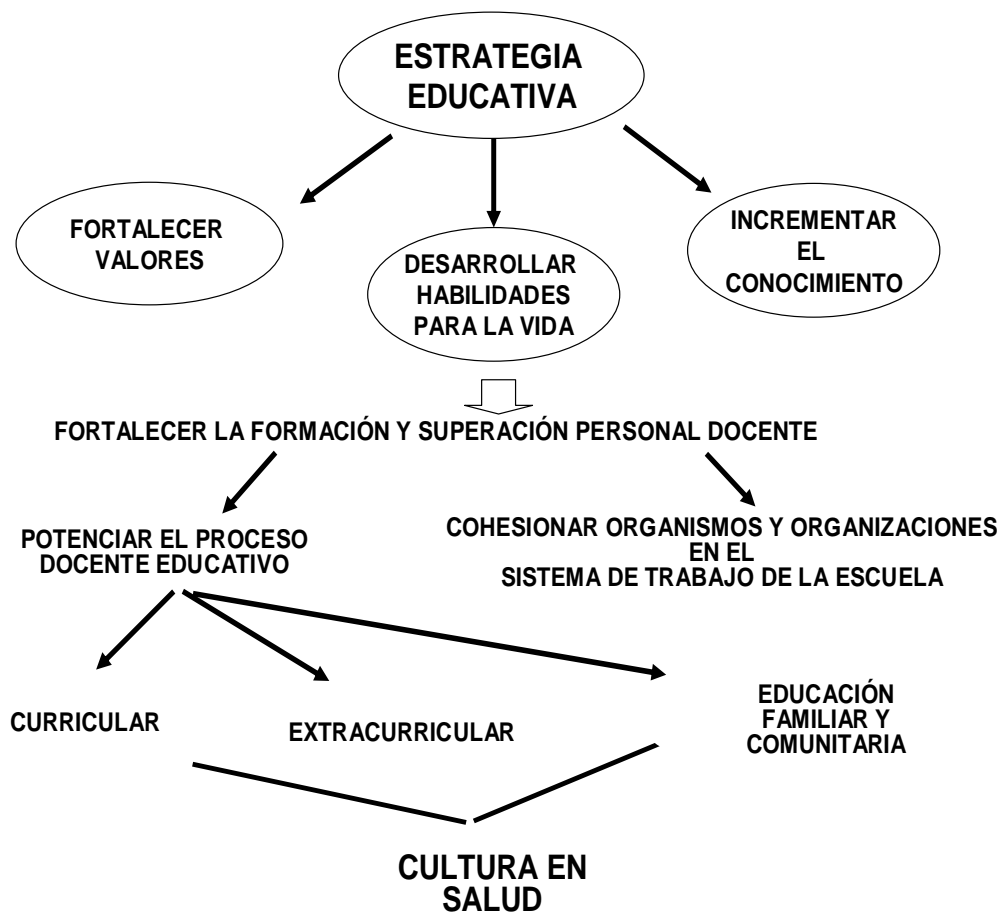 ESTRATEGIA
EDUCATIVA
FORTALECER
VALORES
DESARROLLAR
HABILIDADES
PARA LA VIDA
INCREMENTAR
EL
CONOCIMIENTO
FORTALECER LA FORMACIÓN Y SUPERACIÓN PERSONAL DOCENTE
POTENCIAR EL PROCESO
DOCENTE EDUCATIVO
COHESIONAR ORGANISMOS Y ORGANIZACIONES
EN EL
SISTEMA DE TRABAJO DE LA ESCUELA
CURRICULAR
EXTRACURRICULAR
EDUCACIÓN
FAMILIAR Y
COMUNITARIA
CULTURA EN
SALUD